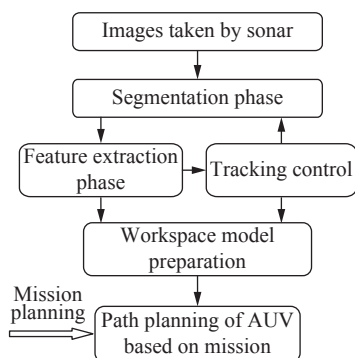 Images taken by sonar
Segmentation phase
Feature extraction
phase
Tracking control
Workspace model
preparation
Mission
planning
Path planning of AUV
based on mission